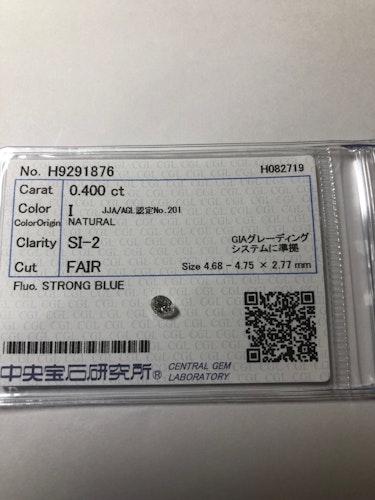 No. H9291876 H082719
Carat 0.400 ct
Color I JJA/AGL認定No.201
ColorOrigin NATURAL
Clarity SI-2 GIAグレーディング
システムに準拠
Cut FAIR Size 4.68 - 4.75 × 2.77 mm
Fluo. STRONG BLUE
中央宝石研究所® CENTRAL GEM
LABORATORY